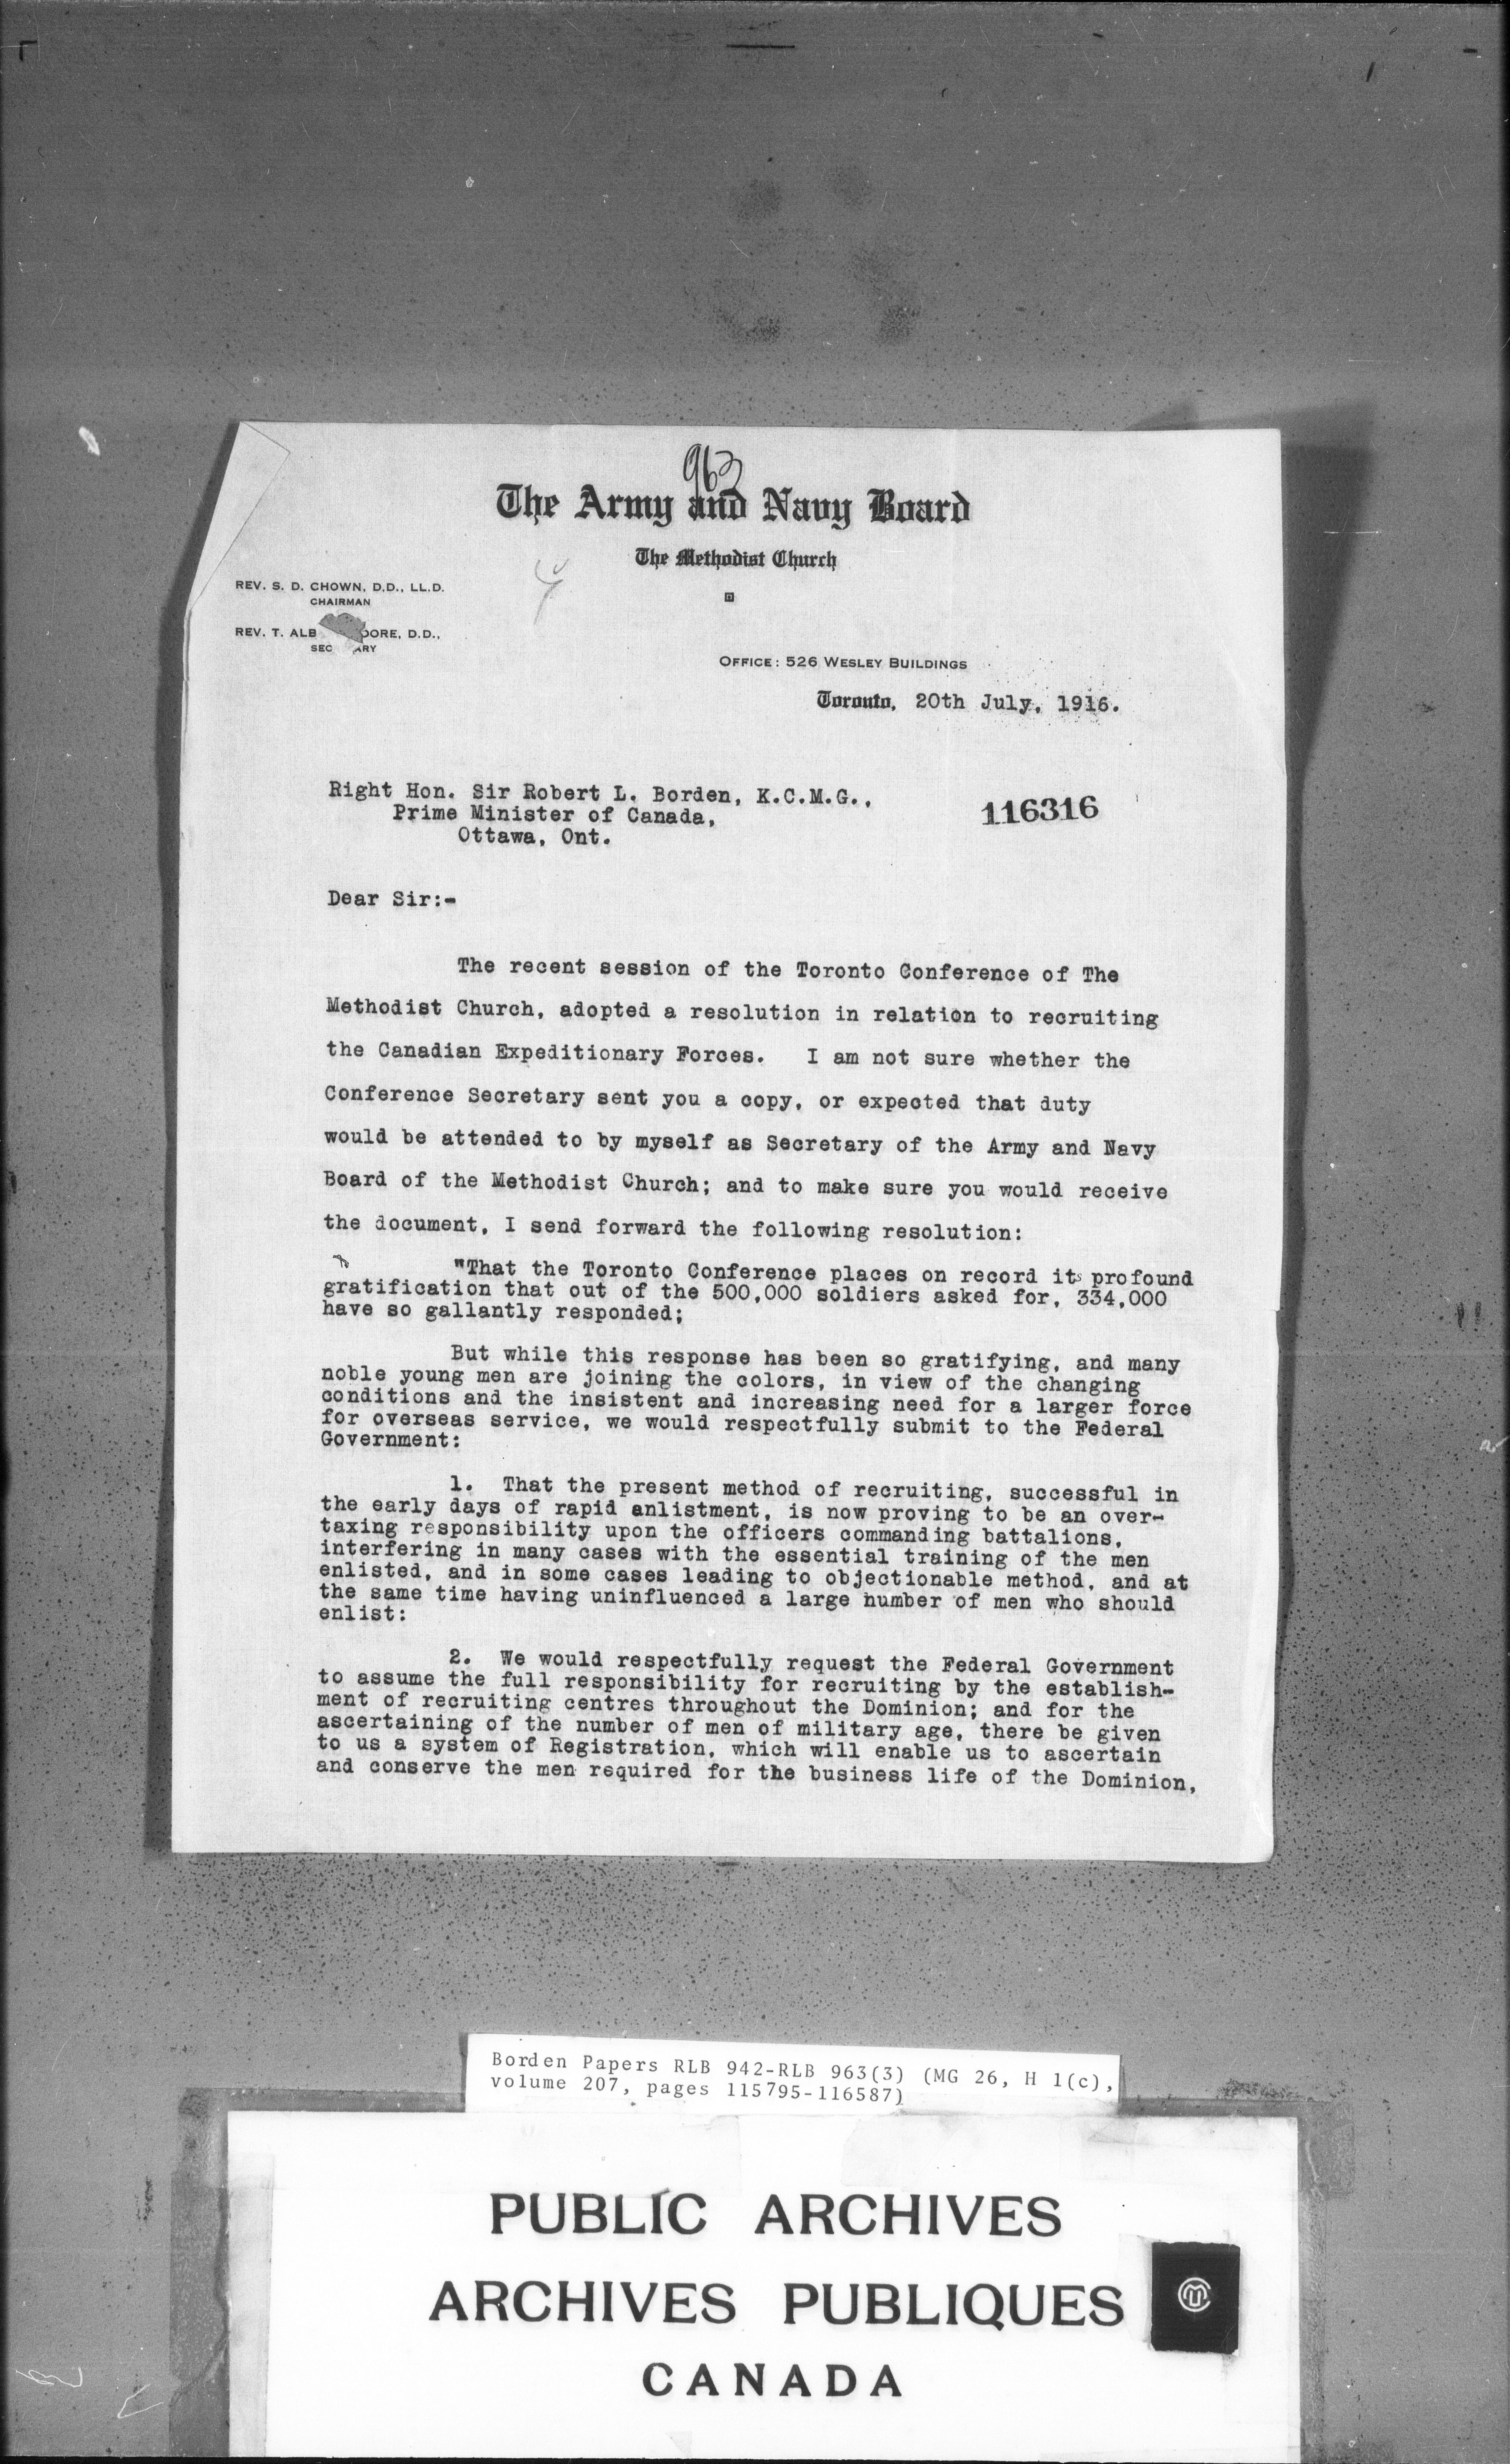 963
The Army and Navy Board
The Methodist Church
REV. S. D. CHOWN, D.D., LL.D.
CHAIRMAN
REV. T. ALB OORE, D.D.,
SEC ARY
OFFICE: 526 WESLEY BUILDINGS
Toronto, 20th July, 1916.
Right Hon. Sir Robert L. Borden, K.C.M.G.,
Prime Minister of Canada,
Ottawa, Ont.
116316
Dear Sir:-
The recent session of the Toronto Conference of The
Methodist Church, adopted a resolution in relation to recruiting
the Canadian Expeditionary Forces. I am not sure whether the
Conference Secretary sent you a copy, or expected that duty
would be attended to by myself as Secretary of the Army and Navy
Board of the Methodist Church; and to make sure you would receive
the document, I send forward the following resolution:
"That the Toronto Conference places on record its profound
gratification that out of the 500,000 soldiers asked for, 334,000
have so gallantly responded;
But while this response has been so gratifying, and many
noble young men are joining the colors, in view of the changing
conditions and the insistent and increasing need for a larger force
for overseas service, we would respectfully submit to the Federal
Government:
1. That the present method of recruiting, successful in
the early days of rapid anlistment, is now proving to be an over-
taxing responsibility upon the officers commanding battalions,
interfering in many cases with the essential training of the men
enlisted, and in some cases leading to objectionable method, and at
the same time having uninfluenced a large number of men who should
enlist:
2. We would respectfully request the Federal Government
to assume the full responsibility for recruiting by the establish-
ment of recruiting centres throughout the Dominion; and for the
ascertaining of the number of men of military age, there be given
to us a system of Registration, which will enable us to ascertain
and conserve the men required for the business life of the Dominion,
Borden Papers RLB 942-RLB 963(3) (MG 26, H 1(c),
volume 207, pages 115795-116587)
PUBLIC ARCHIVES
ARCHIVES PUBLIQUES
CANADA